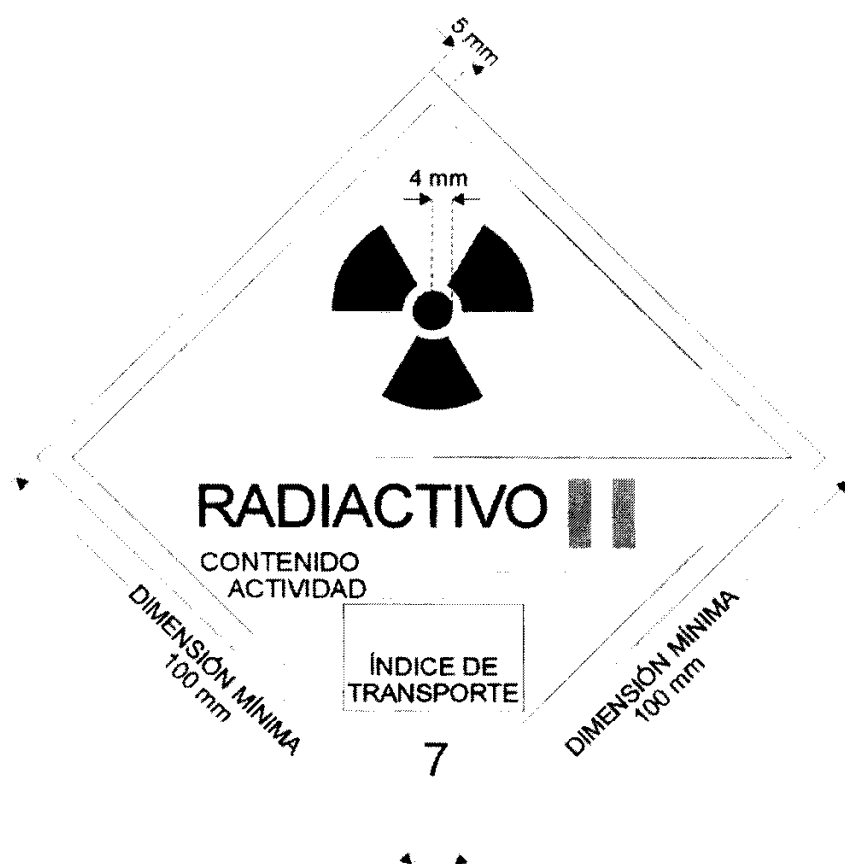 5 mm
4 mm
RADIACTIVO II
CONTENIDO
ACTIVIDAD
DIMENSIÓN MÍNIMA
100 mm
ÍNDICE DE
TRANSPORTE
DIMENSIÓN MÍNIMA
100 mm
7